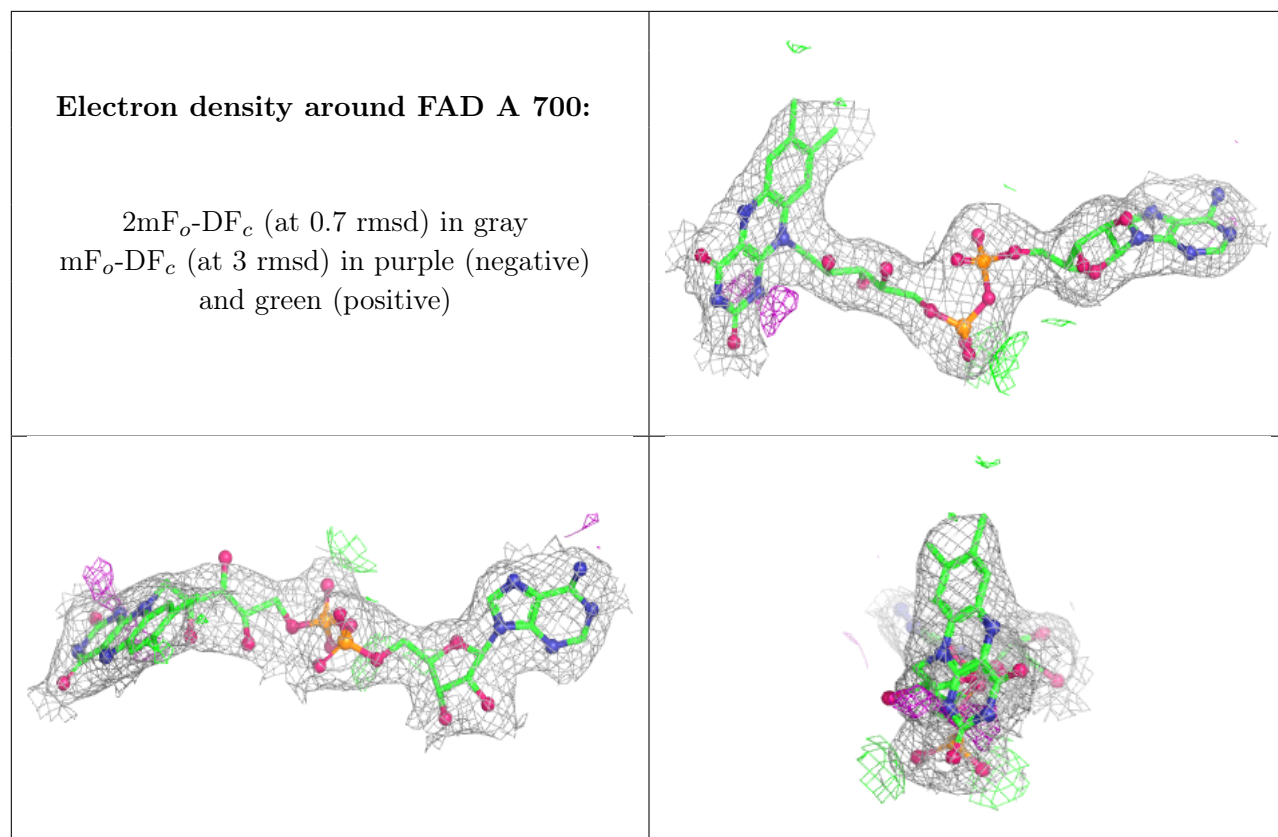 Electron density around FAD A 700:
2mFₒ-DF𝒸 (at 0.7 rmsd) in gray
mFₒ-DF𝒸 (at 3 rmsd) in purple (negative)
and green (positive)